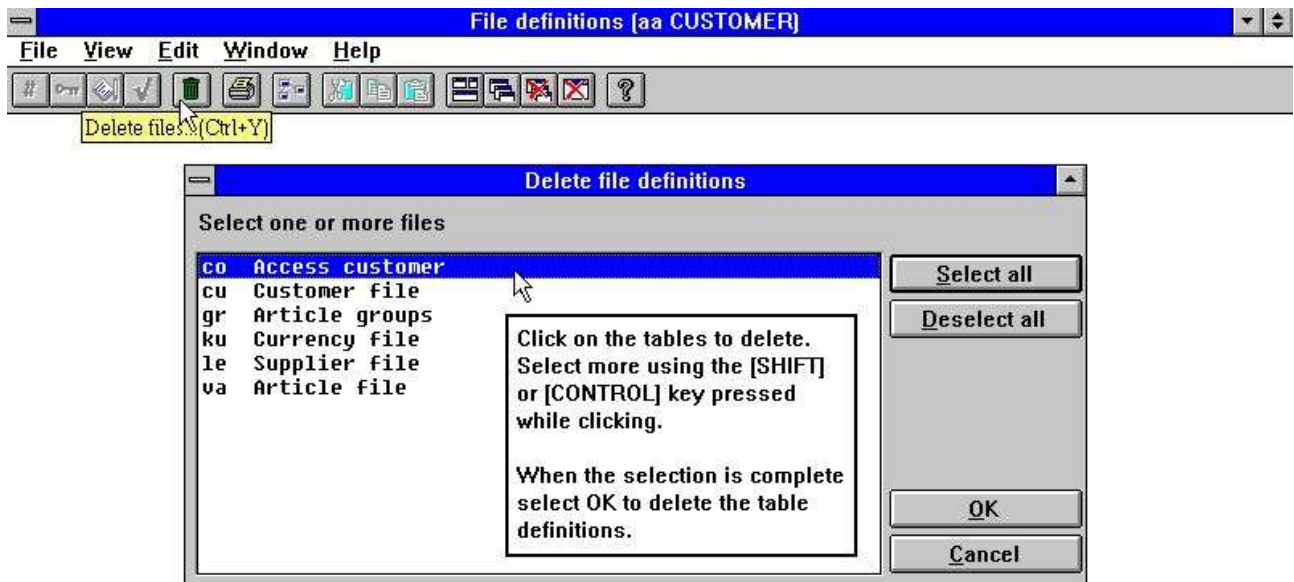 File definitions (aa CUSTOMER)
File View Edit Window Help
#
?
Delete files..(Ctrl+Y)
Delete file definitions
Select one or more files
co Access customer
cu Customer file
gr Article groups
ku Currency file
le Supplier file
va Article file
Click on the tables to delete.
Select more using the [SHIFT]
or [CONTROL] key pressed
while clicking.
When the selection is complete
select OK to delete the table
definitions.
Select all
Deselect all
OK
Cancel